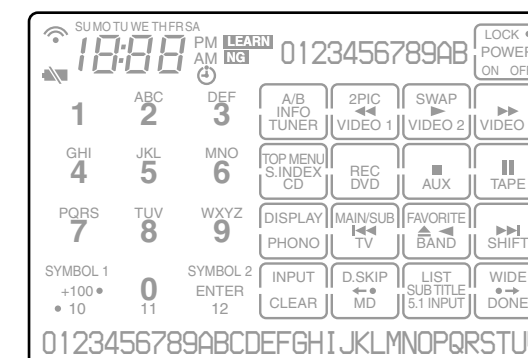 SU MO TU WE TH FR SA
18:88 PM AM LEARN NG 0123456789AB LOCK POWER ON OFF
1 ABC 2 DEF 3 A/B INFO TUNER 2PIC VIDEO 1 SWAP VIDEO 2 VIDEO
GHI 4 JKL 5 MNO 6 TOP MENU S.INDEX CD REC DVD AUX TAPE
PQRS 7 TUV 8 WXYZ 9 DISPLAY PHONO MAIN/SUB TV FAVORITE BAND SHIFT
SYMBOL 1 SYMBOL 2 INPUT D.SKIP LIST WIDE
+100 0 ENTER SUB TITLE
10 11 12 CLEAR MD 5.1 INPUT DONE
0123456789ABCDEFGHIJKLMNOPQRSTU